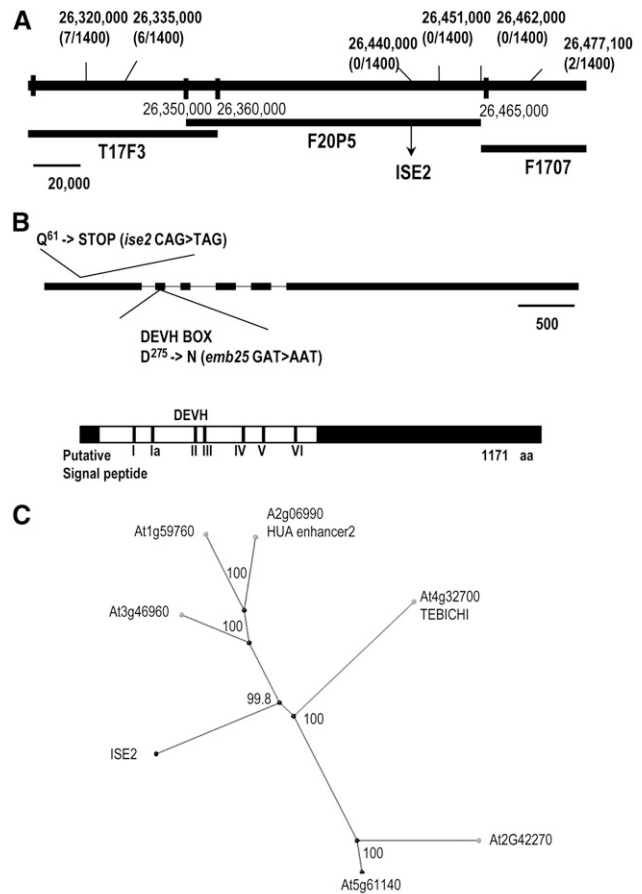 A
26,320,000
(7/1400)
26,335,000
(6/1400)
26,440,000
(0/1400)
26,451,000
(0/1400)
26,462,000
(0/1400)
26,477,100
(2/1400)
26,350,000
26,360,000
26,465,000
T17F3
F20P5
ISE2
F1707
20,000
B
Q61 -> STOP (ise2 CAG>TAG)
DEVH BOX
D275 -> N (emb25 GAT>AAT)
500
DEVH
Putative
Signal peptide
I
Ia
II
III
IV
V
VI
1171 aa
C
At1g59760
A2g06990
HUA enhancer2
100
At3g46960
100
At4g32700
TEBICHI
99.8
100
ISE2
At2G42270
100
At5g61140